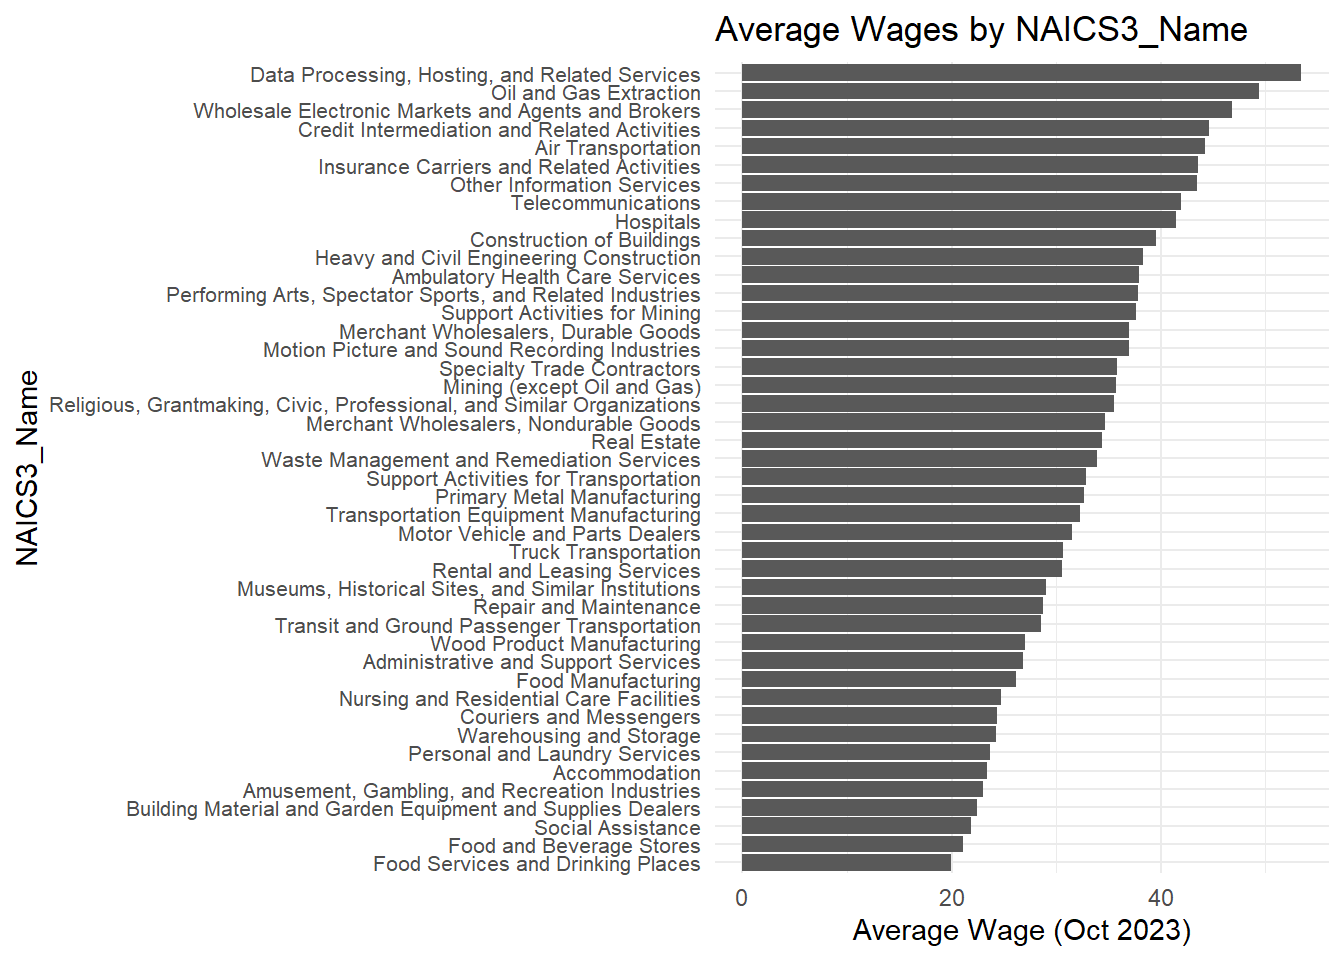 Average Wages by NAICS3_Name
Data Processing, Hosting, and Related Services
Oil and Gas Extraction
Wholesale Electronic Markets and Agents and Brokers
Credit Intermediation and Related Activities
Air Transportation
Insurance Carriers and Related Activities
Other Information Services
Telecommunications
Hospitals
Construction of Buildings
Heavy and Civil Engineering Construction
Ambulatory Health Care Services
Performing Arts, Spectator Sports, and Related Industries
Support Activities for Mining
Merchant Wholesalers, Durable Goods
Motion Picture and Sound Recording Industries
Specialty Trade Contractors
Mining (except Oil and Gas)
Religious, Grantmaking, Civic, Professional, and Similar Organizations
Merchant Wholesalers, Nondurable Goods
Real Estate
Waste Management and Remediation Services
Support Activities for Transportation
Primary Metal Manufacturing
Transportation Equipment Manufacturing
Motor Vehicle and Parts Dealers
Truck Transportation
Rental and Leasing Services
Museums, Historical Sites, and Similar Institutions
Repair and Maintenance
Transit and Ground Passenger Transportation
Wood Product Manufacturing
Administrative and Support Services
Food Manufacturing
Nursing and Residential Care Facilities
Couriers and Messengers
Warehousing and Storage
Personal and Laundry Services
Accommodation
Amusement, Gambling, and Recreation Industries
Building Material and Garden Equipment and Supplies Dealers
Social Assistance
Food and Beverage Stores
Food Services and Drinking Places
NAICS3_Name
0 20 40
Average Wage (Oct 2023)